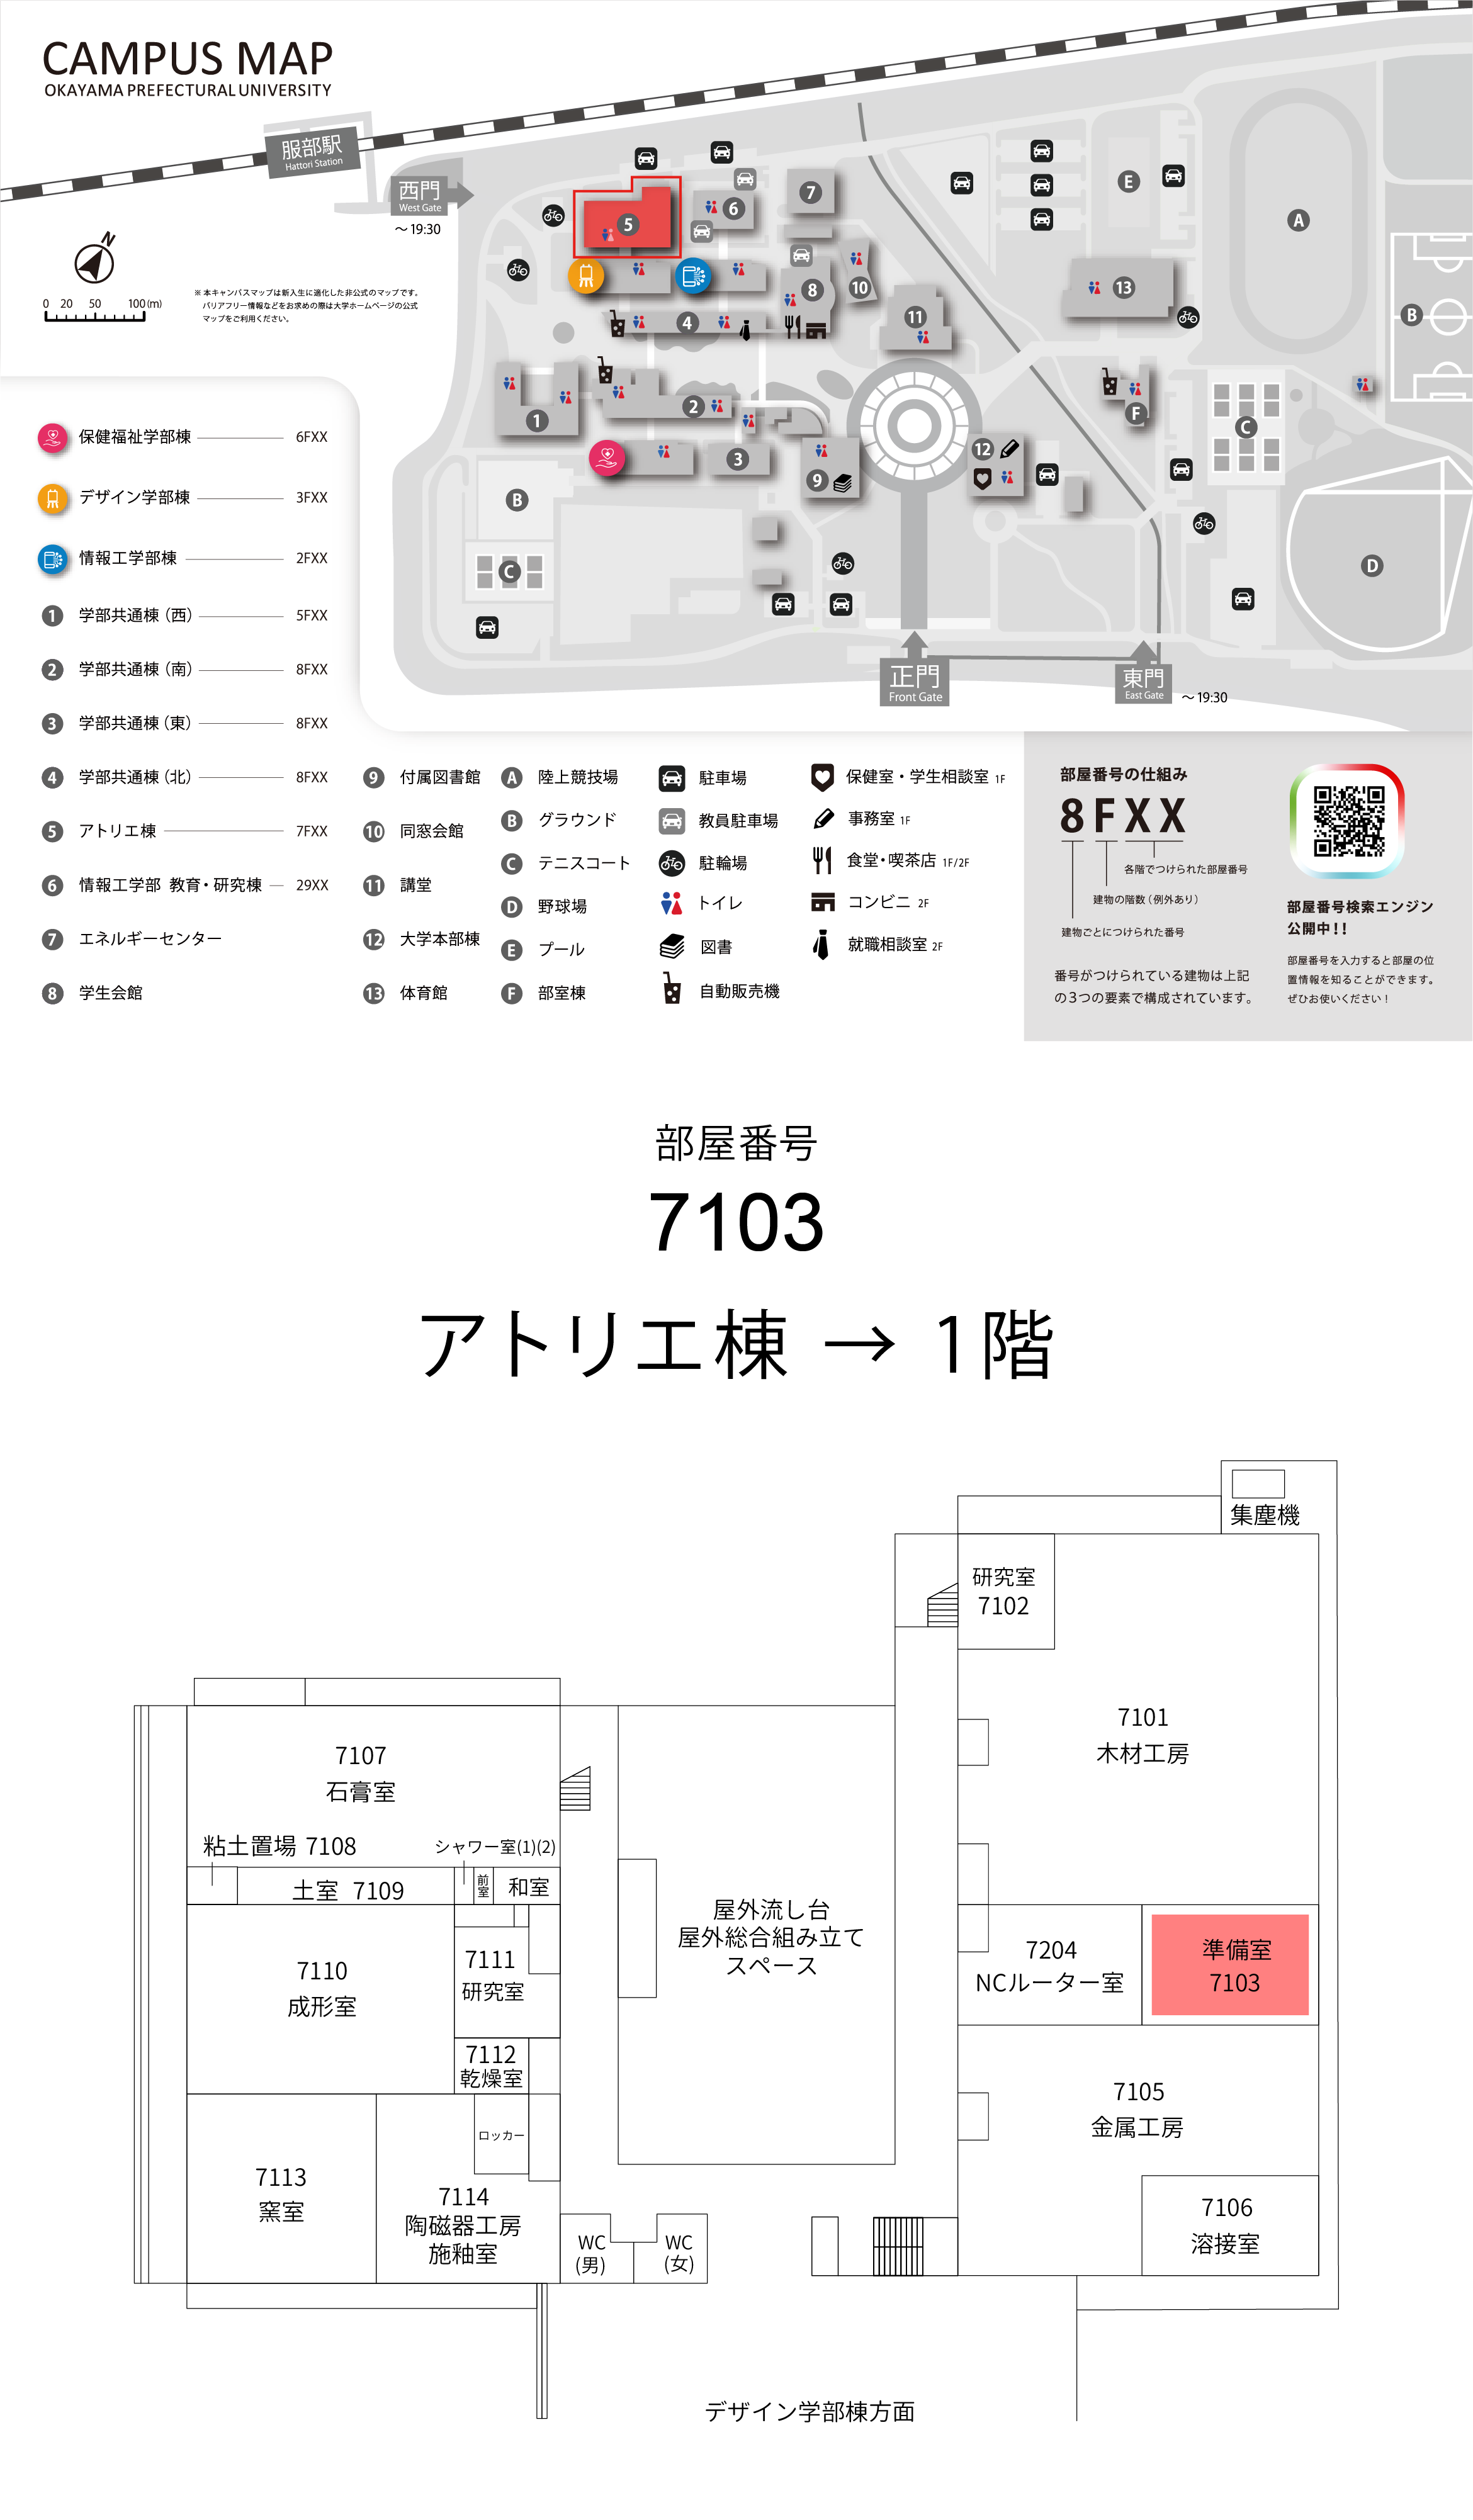 CAMPUS MAP
OKAYAMA PREFECTURAL UNIVERSITY
服部駅
Hattori Station
西門
West Gate
～19:30
N
0 20 50 100(m)
※ 本キャンパスマップは新入生に適化した非公式のマップです。
バリアフリー情報などをお求めの際は大学ホームページの公式
マップをご利用ください。
5
6
7
8
10
4
11
13
1
2
3
9
12
A
B
C
D
E
F
B
C
正門
Front Gate
東門
East Gate
～19:30
保健福祉学部棟 6FXX
デザイン学部棟 3FXX
情報工学部棟 2FXX
1 学部共通棟（西） 5FXX
2 学部共通棟（南） 8FXX
3 学部共通棟（東） 8FXX
4 学部共通棟（北） 8FXX
5 アトリエ棟 7FXX
6 情報工学部 教育・研究棟 29XX
7 エネルギーセンター
8 学生会館
9 付属図書館
10 同窓会館
11 講堂
12 大学本部棟
13 体育館
A 陸上競技場
B グラウンド
C テニスコート
D 野球場
E プール
F 部室棟
駐車場
教員駐車場
駐輪場
トイレ
図書
自動販売機
保健室・学生相談室 1F
事務室 1F
食堂・喫茶店 1F/2F
コンビニ 2F
就職相談室 2F
部屋番号の仕組み
8FXX
各階でつけられた部屋番号
建物の階数（例外あり）
建物ごとにつけられた番号
番号がつけられている建物は上記
の３つの要素で構成されています。
部屋番号検索エンジン
公開中！！
部屋番号を入力すると部屋の位
置情報を知ることができます。
ぜひお使いください！
部屋番号
7103
アトリエ棟 → 1階
集塵機
研究室
7102
7101
木材工房
7107
石膏室
粘土置場 7108
シャワー室(1)(2)
土室 7109
前室
和室
屋外流し台
屋外総合組み立て
スペース
7110
成形室
7111
研究室
7204
NCルーター室
準備室
7103
7112
乾燥室
7105
金属工房
ロッカー
7113
窯室
7114
陶磁器工房
施釉室
WC
(男)
WC
(女)
7106
溶接室
デザイン学部棟方面